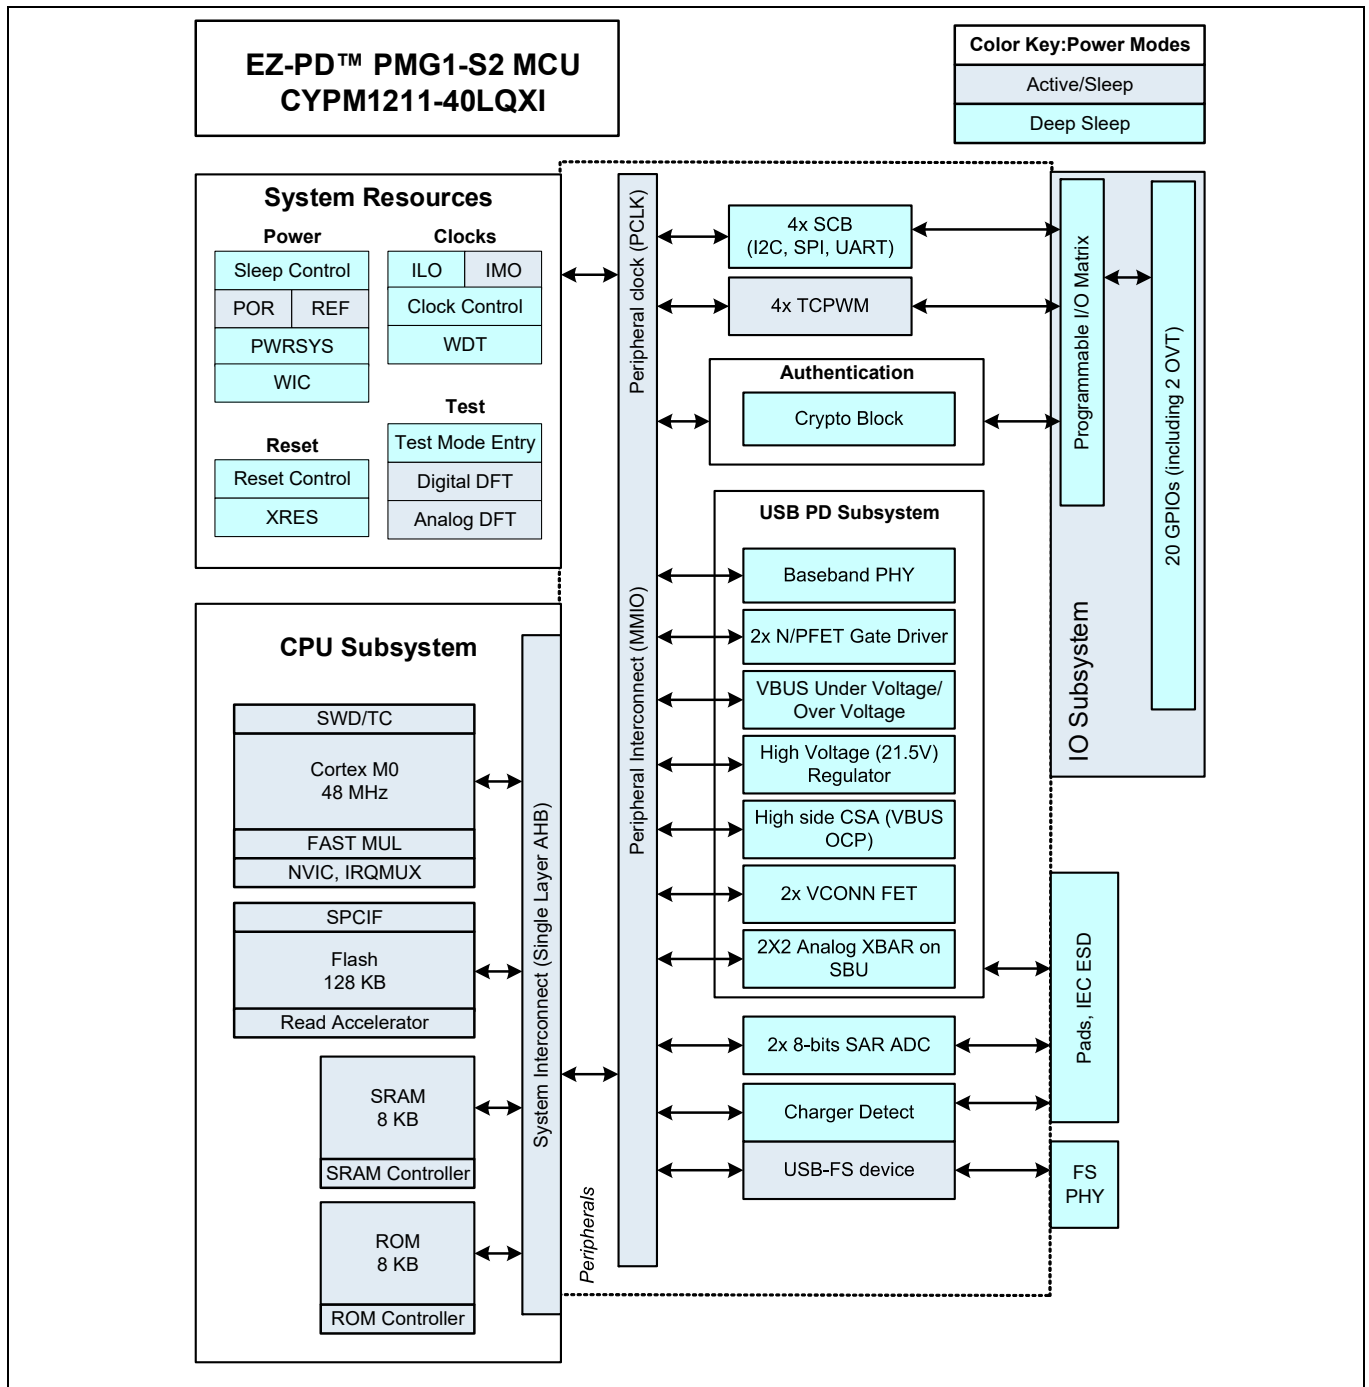 EZ-PD™ PMG1-S2 MCU
CYPM1211-40LQXI
Color Key:Power Modes
Active/Sleep
Deep Sleep
System Resources
Power
Sleep Control
POR
REF
PWRSYS
WIC
Clocks
ILO
IMO
Clock Control
WDT
Reset
Reset Control
XRES
Test
Test Mode Entry
Digital DFT
Analog DFT
CPU Subsystem
SWD/TC
Cortex M0
48 MHz
FAST MUL
NVIC, IRQMUX
SPCIF
Flash
128 KB
Read Accelerator
SRAM
8 KB
SRAM Controller
ROM
8 KB
ROM Controller
System Interconnect (Single Layer AHB)
Peripherals
Peripheral clock (PCLK)
Peripheral Interconnect (MMIO)
4x SCB
(I2C, SPI, UART)
4x TCPWM
Authentication
Crypto Block
USB PD Subsystem
Baseband PHY
2x N/PFET Gate Driver
VBUS Under Voltage/
Over Voltage
High Voltage (21.5V)
Regulator
High side CSA (VBUS
OCP)
2x VCONN FET
2X2 Analog XBAR on
SBU
2x 8-bits SAR ADC
Charger Detect
USB-FS device
Programmable I/O Matrix
20 GPIOs (including 2 OVT)
IO Subsystem
Pads, IEC ESD
FS
PHY